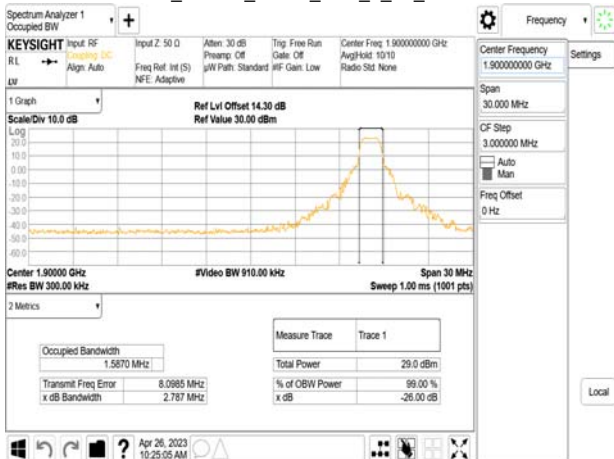 Spectrum Analyzer 1
Occupied BW
Frequency
KEYSIGHT
RL
Input: RF
Coupling: DC
Align: Auto
Input Z: 50 Ω
Freq Ref: Int (S)
NFE: Adaptive
Atten: 30 dB
Preamp: Off
µW Path: Standard
Trig: Free Run
Gate: Off
#IF Gain: Low
Center Freq: 1.900000000 GHz
Avg|Hold: 10/10
Radio Std: None
Center Frequency
1.900000000 GHz
Settings
Span
30.000 MHz
CF Step
3.000000 MHz
Auto
Man
Freq Offset
0 Hz
Local
1 Graph
Scale/Div 10.0 dB
Ref Lvl Offset 14.30 dB
Ref Value 30.00 dBm
Log
20.0
10.0
0.00
-10.0
-20.0
-30.0
-40.0
-50.0
-60.0
Center 1.90000 GHz
#Res BW 300.00 kHz
#Video BW 910.00 kHz
Span 30 MHz
Sweep 1.00 ms (1001 pts)
2 Metrics
Measure Trace Trace 1
Occupied Bandwidth
1.5870 MHz
Total Power 29.0 dBm
Transmit Freq Error 8.0985 MHz
% of OBW Power 99.00 %
x dB Bandwidth 2.787 MHz
x dB -26.00 dB
Apr 26, 2023
10:25:05 AM